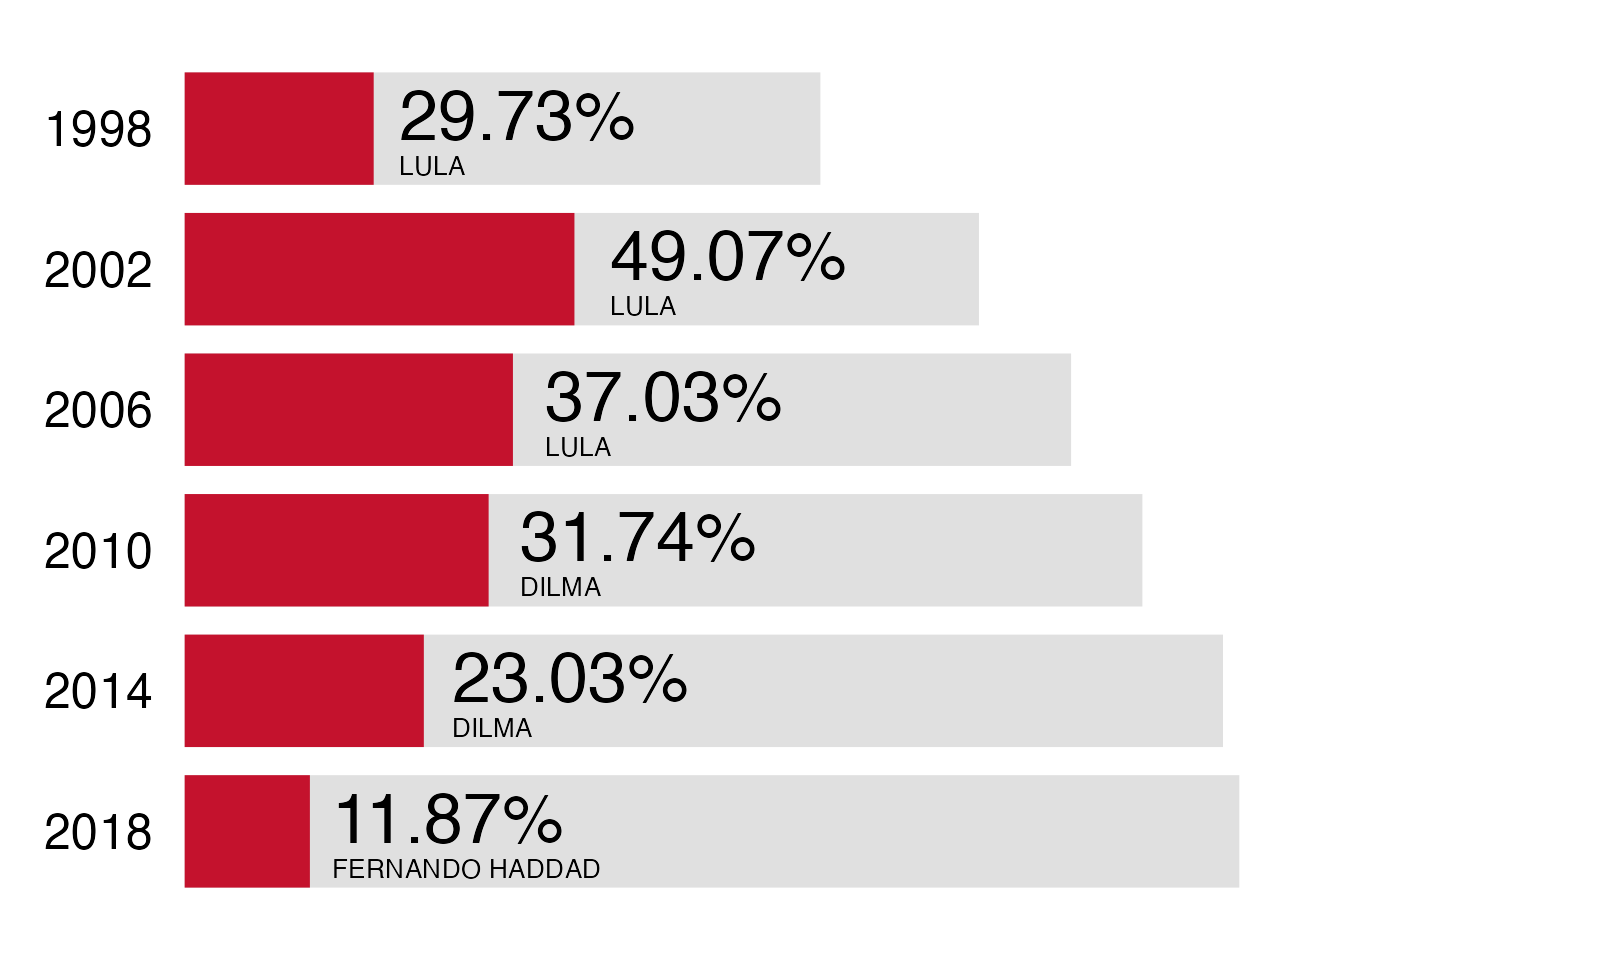 1998
29.73%
LULA
2002
49.07%
LULA
2006
37.03%
LULA
2010
31.74%
DILMA
2014
23.03%
DILMA
2018
11.87%
FERNANDO HADDAD